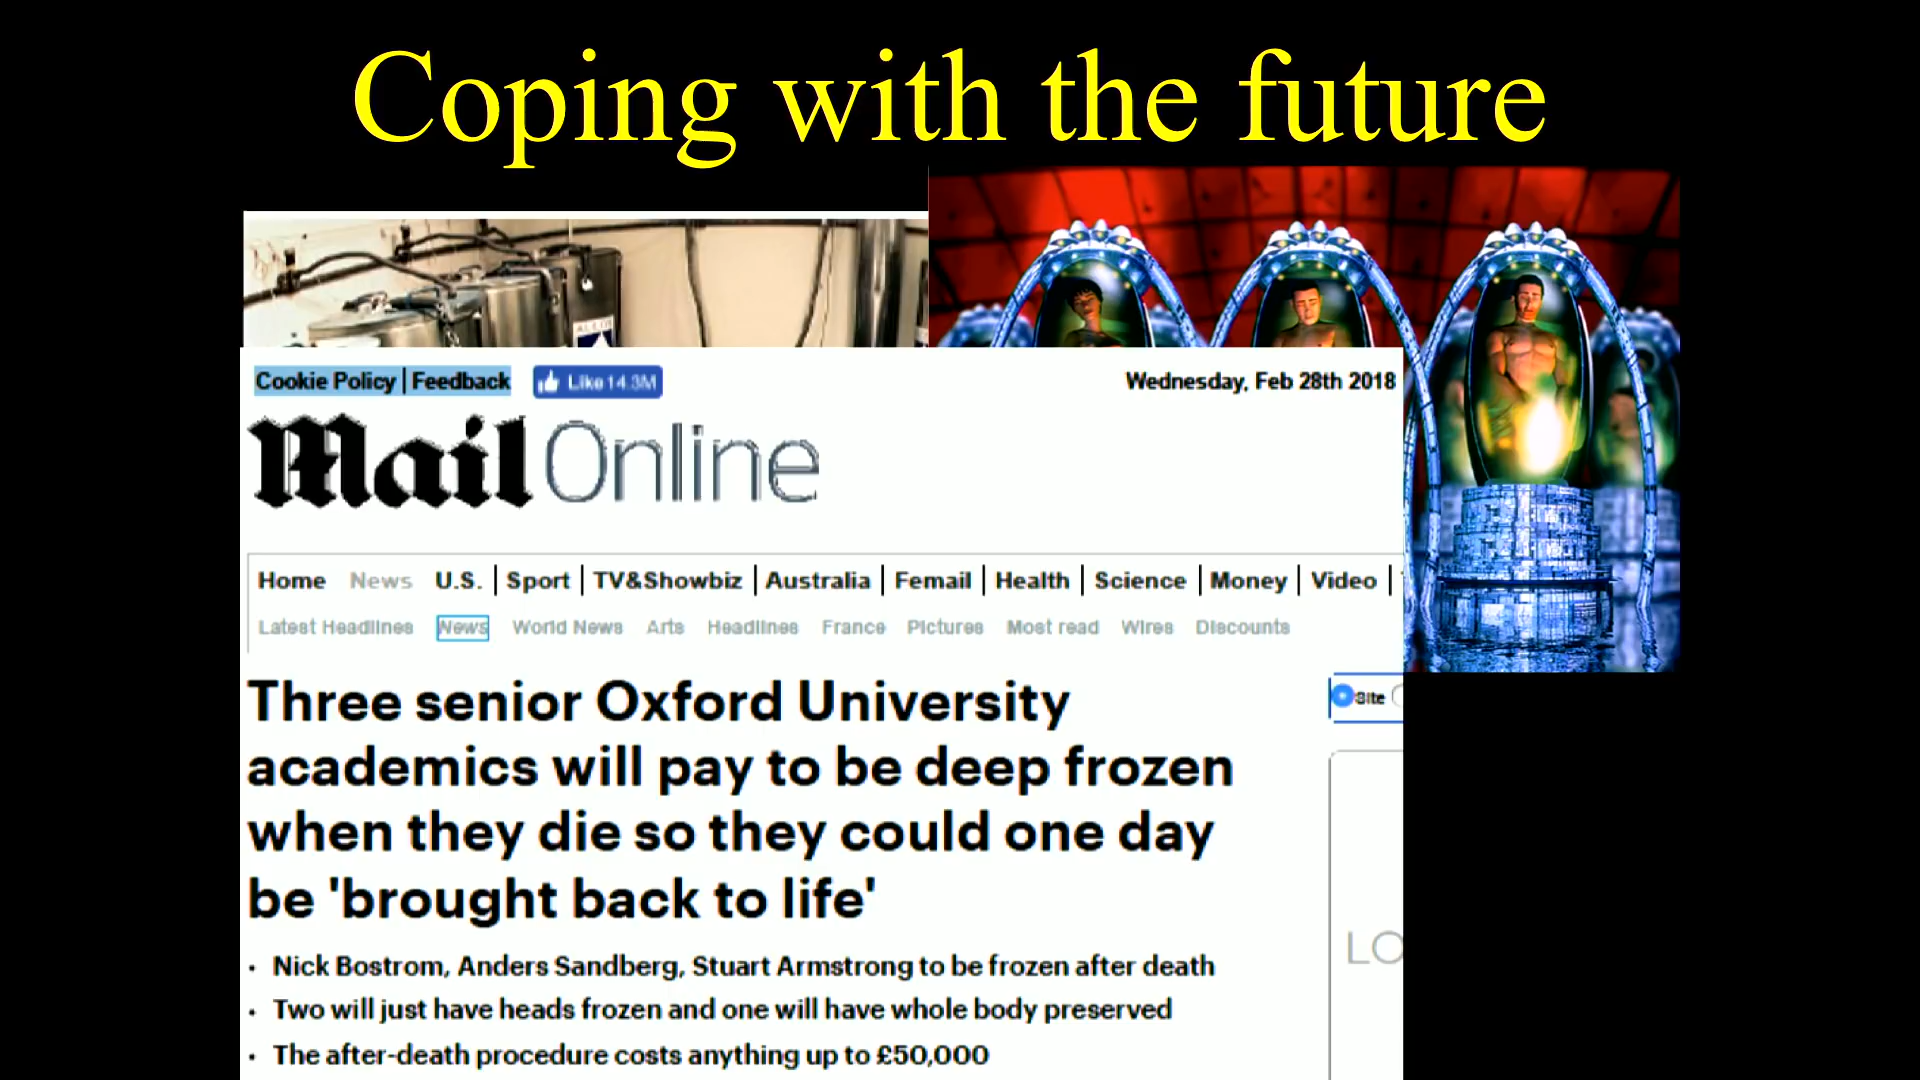 Coping with the future
ALCOR
Cookie Policy | Feedback
Like 14.3M
Wednesday, Feb 28th 2018
Mail Online
Home News U.S. | Sport | TV&Showbiz | Australia | Femail | Health | Science | Money | Video |
Latest Headlines News World News Arts Headlines France Pictures Most read Wires Discounts
Three senior Oxford University
academics will pay to be deep frozen
when they die so they could one day
be 'brought back to life'
Site
LO
• Nick Bostrom, Anders Sandberg, Stuart Armstrong to be frozen after death
• Two will just have heads frozen and one will have whole body preserved
• The after-death procedure costs anything up to £50,000